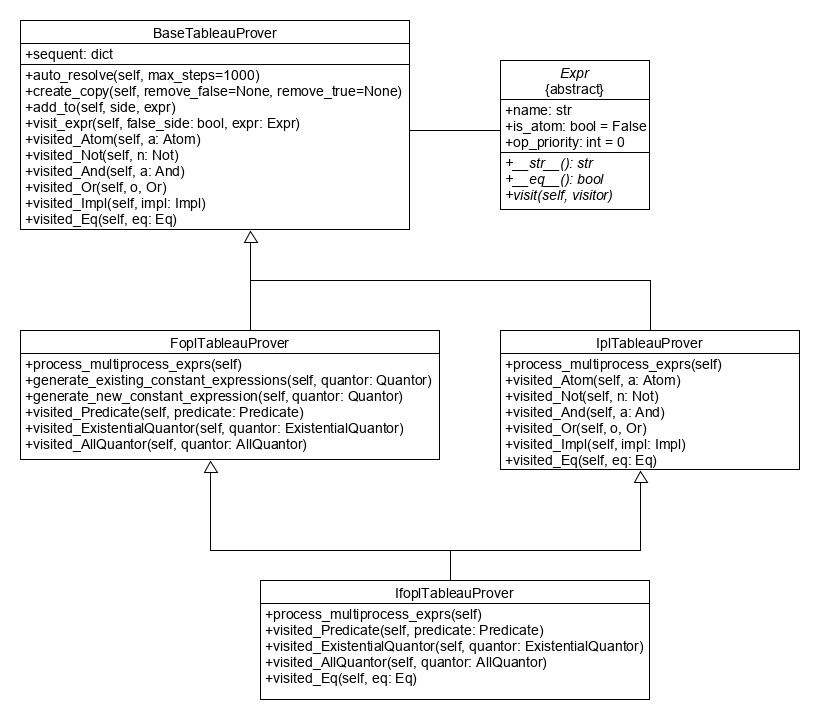 BaseTableauProver
+sequent: dict
+auto_resolve(self, max_steps=1000)
+create_copy(self, remove_false=None, remove_true=None)
+add_to(self, side, expr)
+visit_expr(self, false_side: bool, expr: Expr)
+visited_Atom(self, a: Atom)
+visited_Not(self, n: Not)
+visited_And(self, a: And)
+visited_Or(self, o, Or)
+visited_Impl(self, impl: Impl)
+visited_Eq(self, eq: Eq)
Expr
{abstract}
+name: str
+is_atom: bool = False
+op_priority: int = 0
+__str__(): str
+__eq__(): bool
+visit(self, visitor)
FoplTableauProver
+process_multiprocess_exprs(self)
+generate_existing_constant_expressions(self, quantor: Quantor)
+generate_new_constant_expression(self, quantor: Quantor)
+visited_Predicate(self, predicate: Predicate)
+visited_ExistentialQuantor(self, quantor: ExistentialQuantor)
+visited_AllQuantor(self, quantor: AllQuantor)
IplTableauProver
+process_multiprocess_exprs(self)
+visited_Atom(self, a: Atom)
+visited_Not(self, n: Not)
+visited_And(self, a: And)
+visited_Or(self, o, Or)
+visited_Impl(self, impl: Impl)
+visited_Eq(self, eq: Eq)
IfoplTableauProver
+process_multiprocess_exprs(self)
+visited_Predicate(self, predicate: Predicate)
+visited_ExistentialQuantor(self, quantor: ExistentialQuantor)
+visited_AllQuantor(self, quantor: AllQuantor)
+visited_Eq(self, eq: Eq)